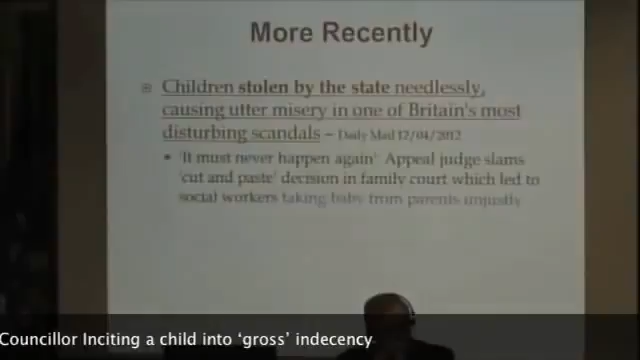 More Recently
Children stolen by the state needlessly,
causing utter misery in one of Britain's most
disturbing scandals – Daily Mail 12/04/2012
'It must never happen again': Appeal judge slams
'cut and paste' decision in family court which led to
social workers taking baby from parents unjustly
Councillor Inciting a child into ‘gross’ indecency